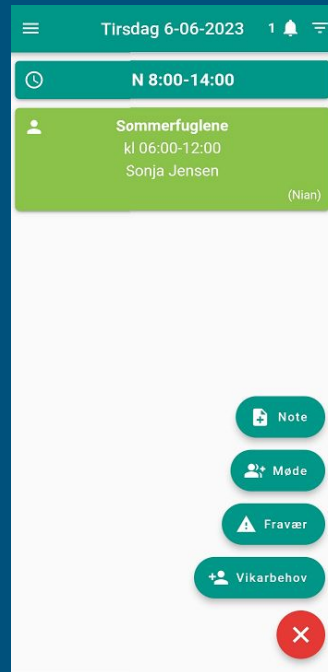 Tirsdag 6-06-2023 1
N 8:00-14:00
Sommerfuglene
kl 06:00-12:00
Sonja Jensen
(Nian)
Note
Møde
Fravær
Vikarbehov